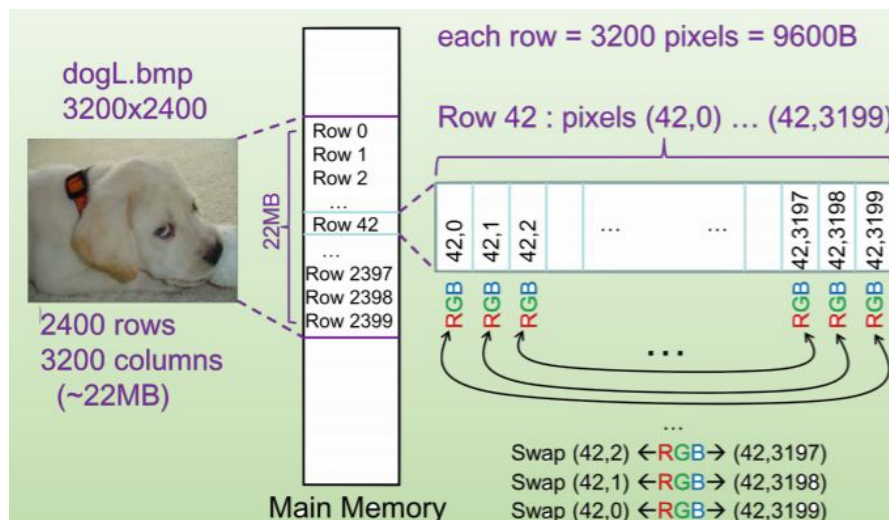 each row = 3200 pixels = 9600B
dogL.bmp
3200x2400
Row 42 : pixels (42,0) ... (42,3199)
Row 0
Row 1
Row 2
...
Row 42
...
Row 2397
Row 2398
Row 2399
22MB
42,0
42,1
42,2
...
...
42,3197
42,3198
42,3199
RGB
RGB
RGB
RGB
RGB
RGB
...
2400 rows
3200 columns
(~22MB)
...
Swap (42,2) ←RGB→ (42,3197)
Swap (42,1) ←RGB→ (42,3198)
Swap (42,0) ←RGB→ (42,3199)
Main Memory